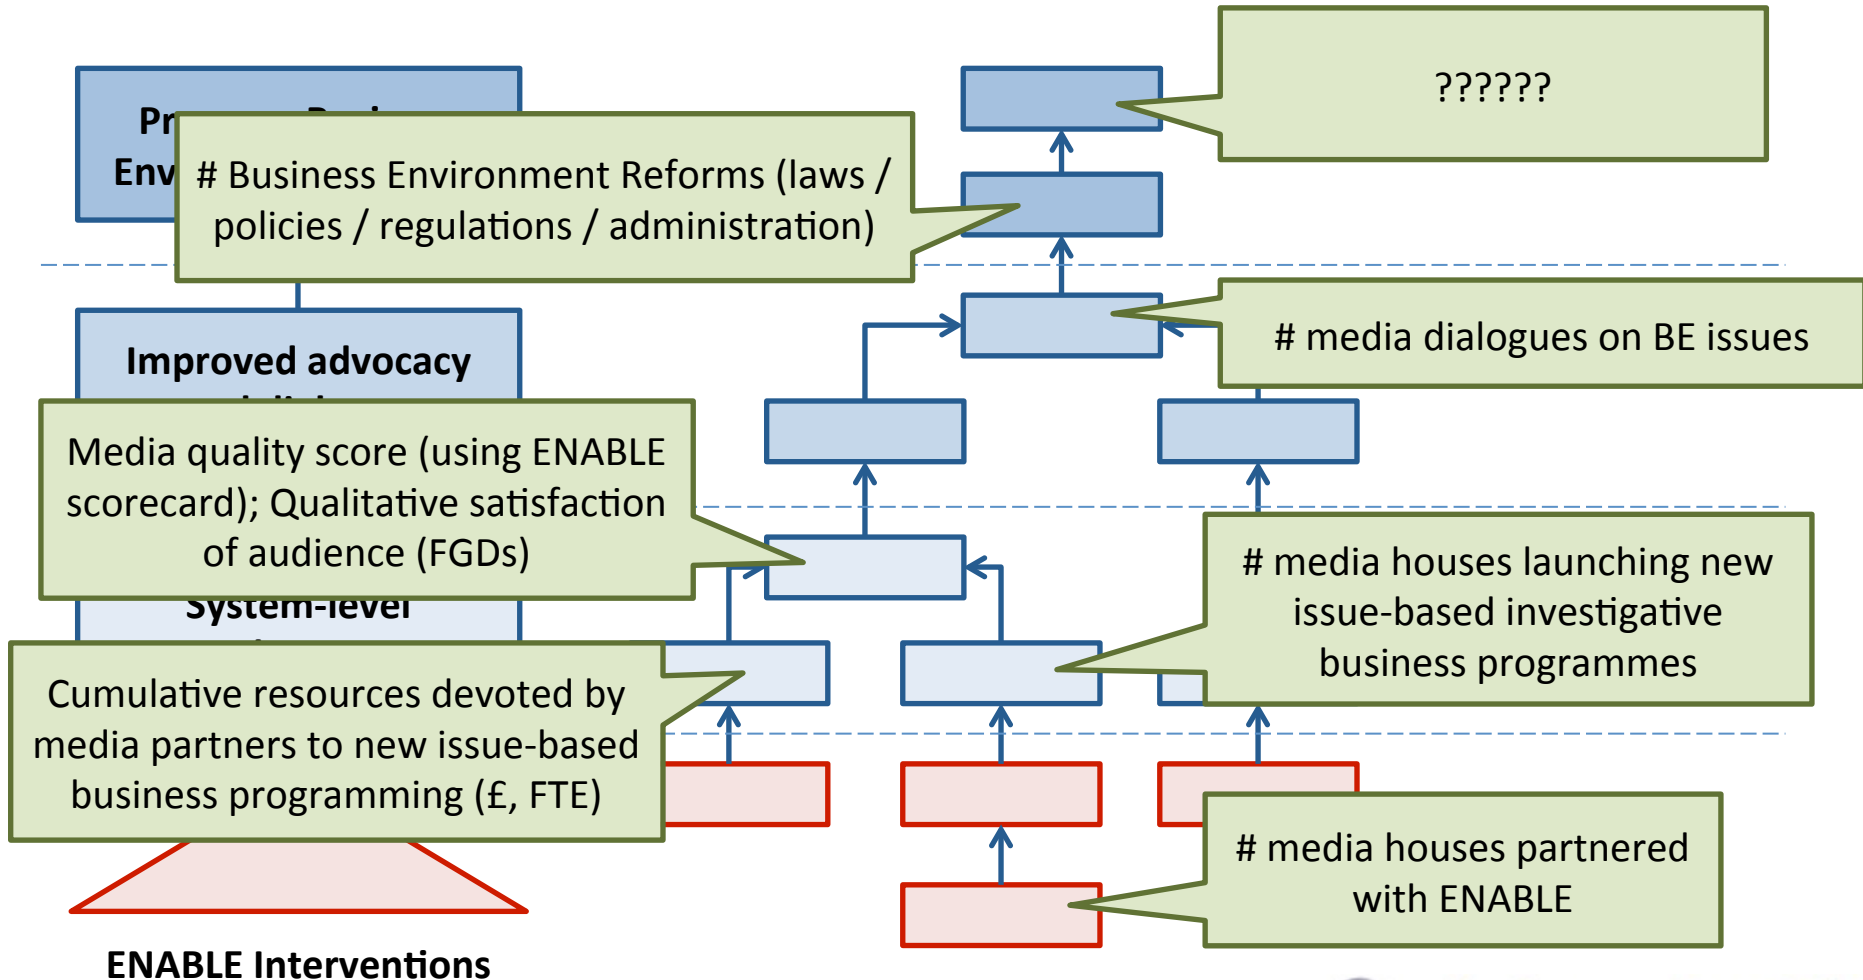 ??????
# Business Environment Reforms (laws /
policies / regulations / administration)
Improved advocacy
# media dialogues on BE issues
Media quality score (using ENABLE
scorecard); Qualitative satisfaction
of audience (FGDs)
# media houses launching new
issue-based investigative
business programmes
System-level
Cumulative resources devoted by
media partners to new issue-based
business programming (£, FTE)
# media houses partnered
with ENABLE
ENABLE Interventions